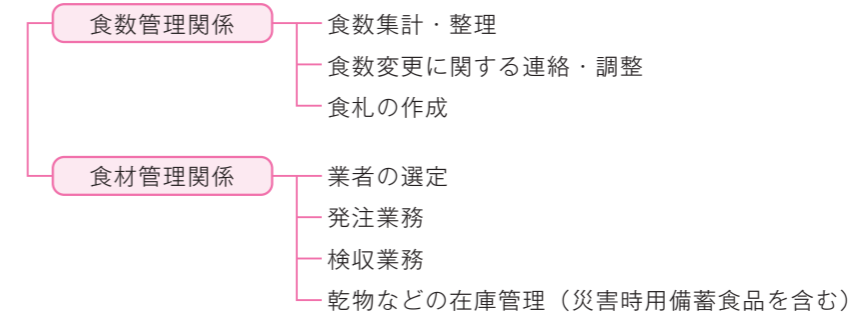 食数管理関係
食数集計・整理
食数変更に関する連絡・調整
食札の作成
食材管理関係
業者の選定
発注業務
検収業務
乾物などの在庫管理（災害時用備蓄食品を含む）